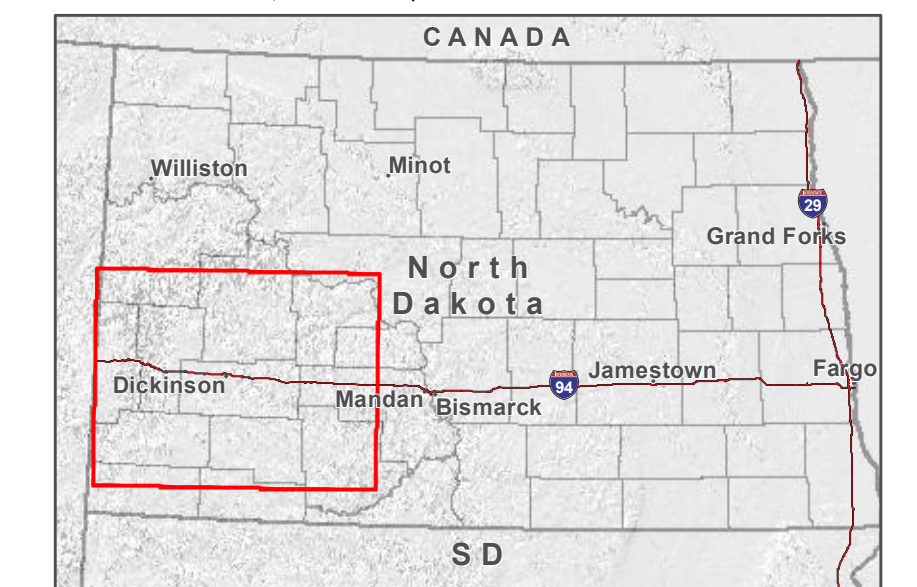 CANADA
Williston
Minot
29
Grand Forks
North
Dakota
Fargo
Jamestown
94
Dickinson
Mandan
Bismarck
SD